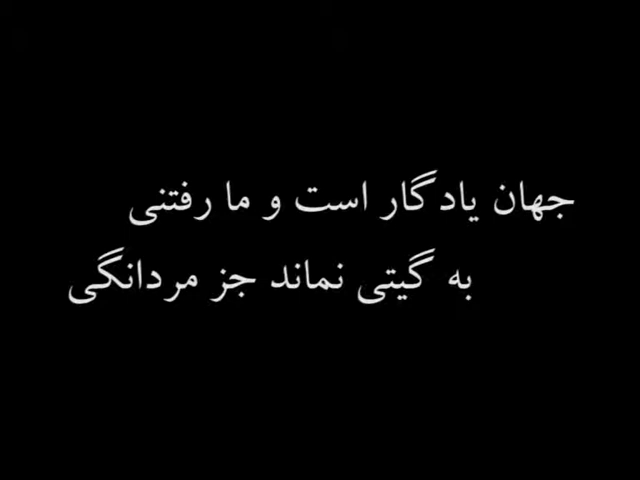 جهان یادگار است و ما رفتنی
به گیتی نماند جز مردانگی